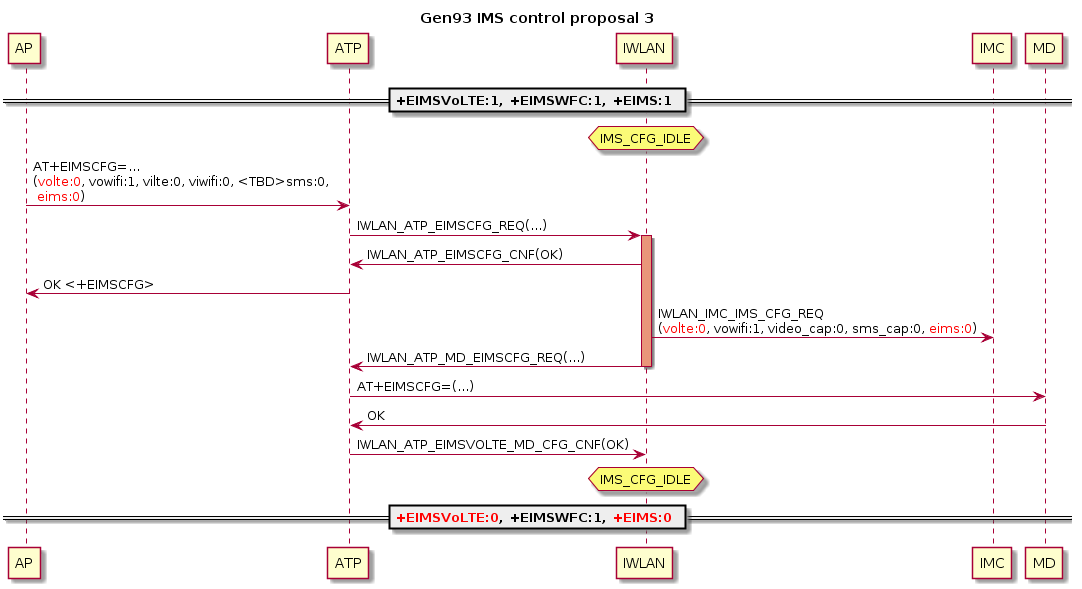 Gen93 IMS control proposal 3
AP
ATP
IWLAN
IMC
MD
+EIMSVoLTE:1, +EIMSWFC:1, +EIMS:1
IMS_CFG_IDLE
AT+EIMSCFG=...
(volte:0, vowifi:1, vilte:0, viwifi:0, <TBD>sms:0,
eims:0)
IWLAN_ATP_EIMSCFG_REQ(...)
IWLAN_ATP_EIMSCFG_CNF(OK)
OK <+EIMSCFG>
IWLAN_IMC_IMS_CFG_REQ
(volte:0, vowifi:1, video_cap:0, sms_cap:0, eims:0)
IWLAN_ATP_MD_EIMSCFG_REQ(...)
AT+EIMSCFG=(...)
OK
IWLAN_ATP_EIMSVOLTE_MD_CFG_CNF(OK)
IMS_CFG_IDLE
+EIMSVoLTE:0, +EIMSWFC:1, +EIMS:0
AP
ATP
IWLAN
IMC
MD